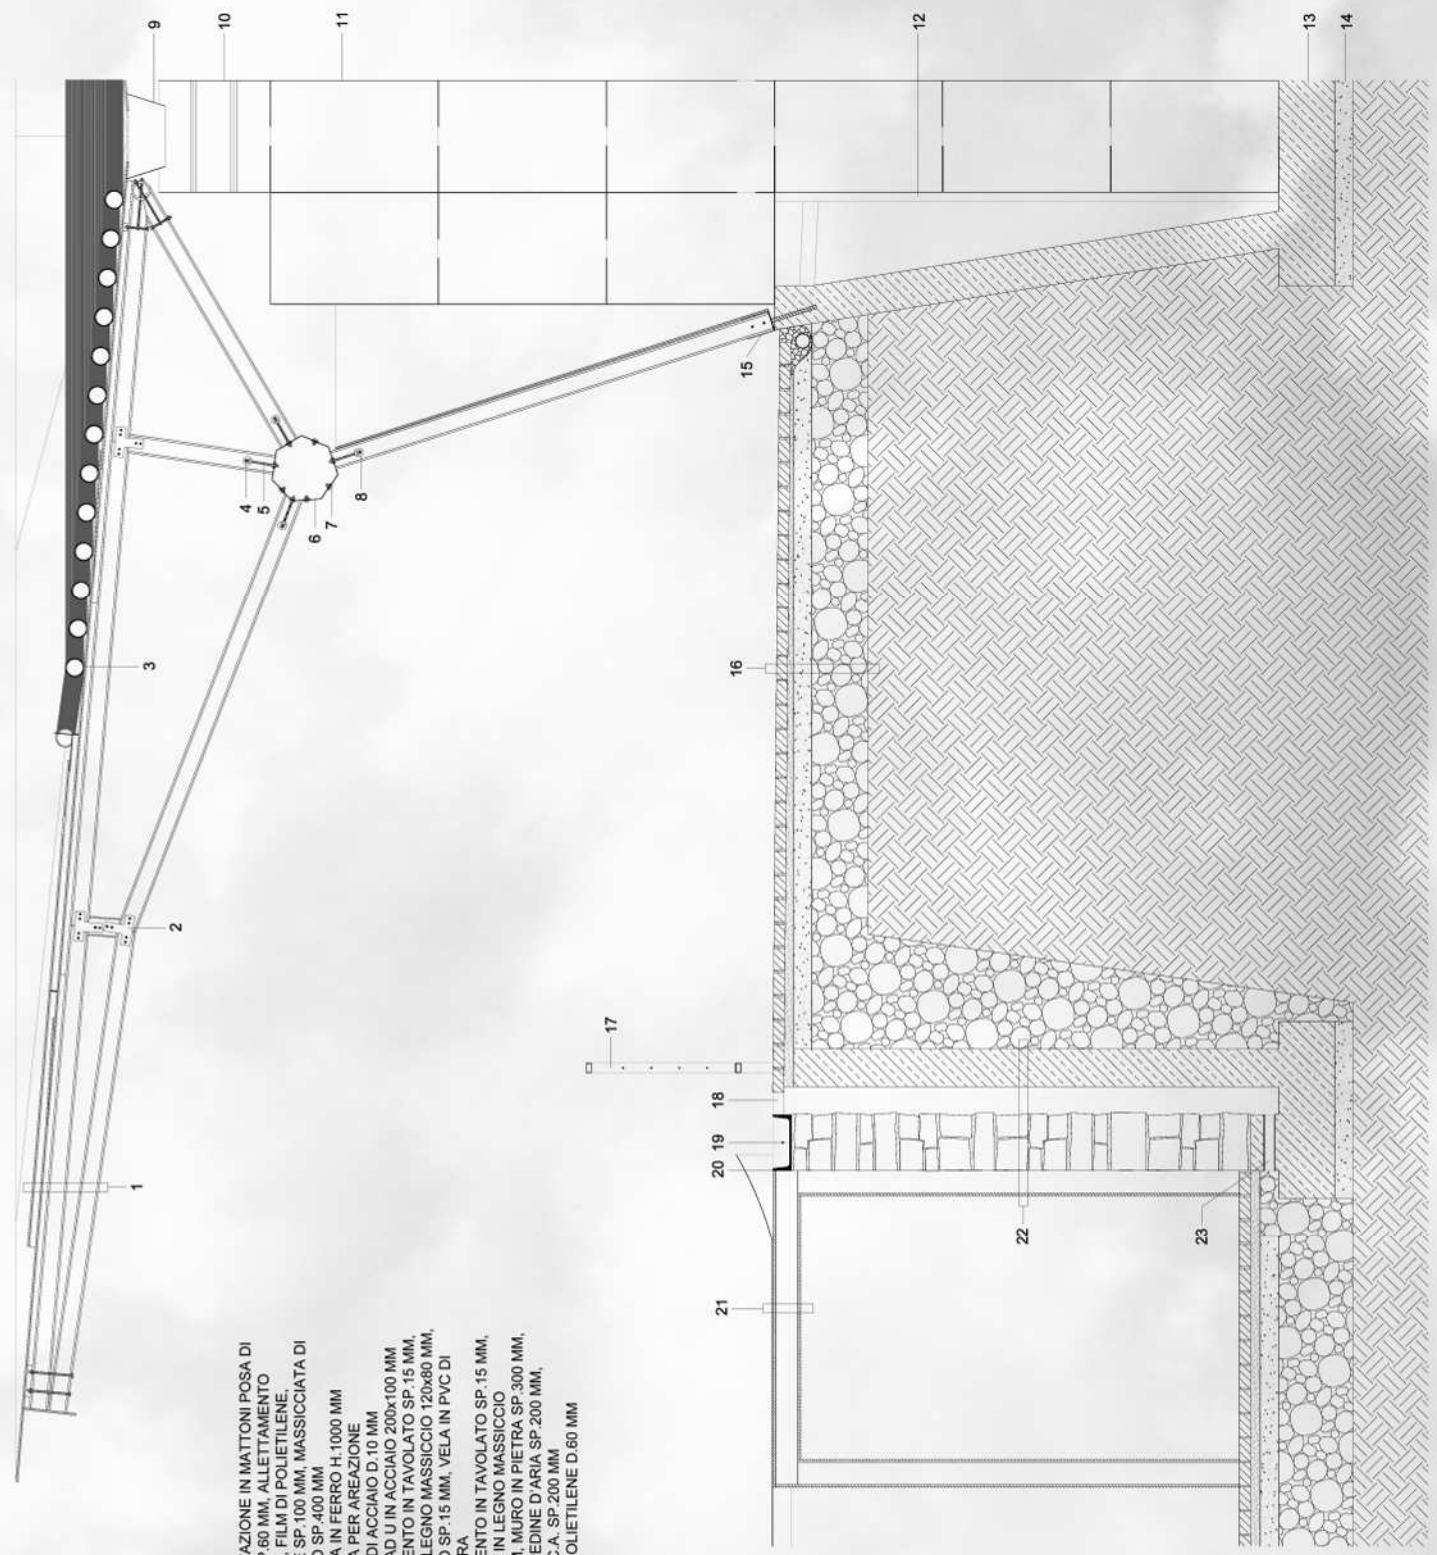 AZIONE IN MATTONI POSA DI
P.60 MM, ALLETTAMENTO
, FILM DI POLIETILENE,
E SP.100 MM, MASSICCIATA DI
O SP.400 MM
A IN FERRO H.1000 MM
A PER AREAZIONE
DI ACCIAIO D.10 MM
AD U IN ACCIAIO 200x100 MM
ENTO IN TAVOLATO SP.15 MM,
LEGNO MASSICCIO 120x80 MM,
O SP.15 MM, VELA IN PVC DI
RA
ENTO IN TAVOLATO SP.15 MM,
IN LEGNO MASSICCIO
M, MURO IN PIETRA SP.300 MM,
EDINE D'ARIA SP.200 MM,
C.A. SP.200 MM
OLIETILENE D.60 MM
1
2
3
4
5
6
7
8
9
10
11
12
13
14
15
16
17
18
19
20
21
22
23